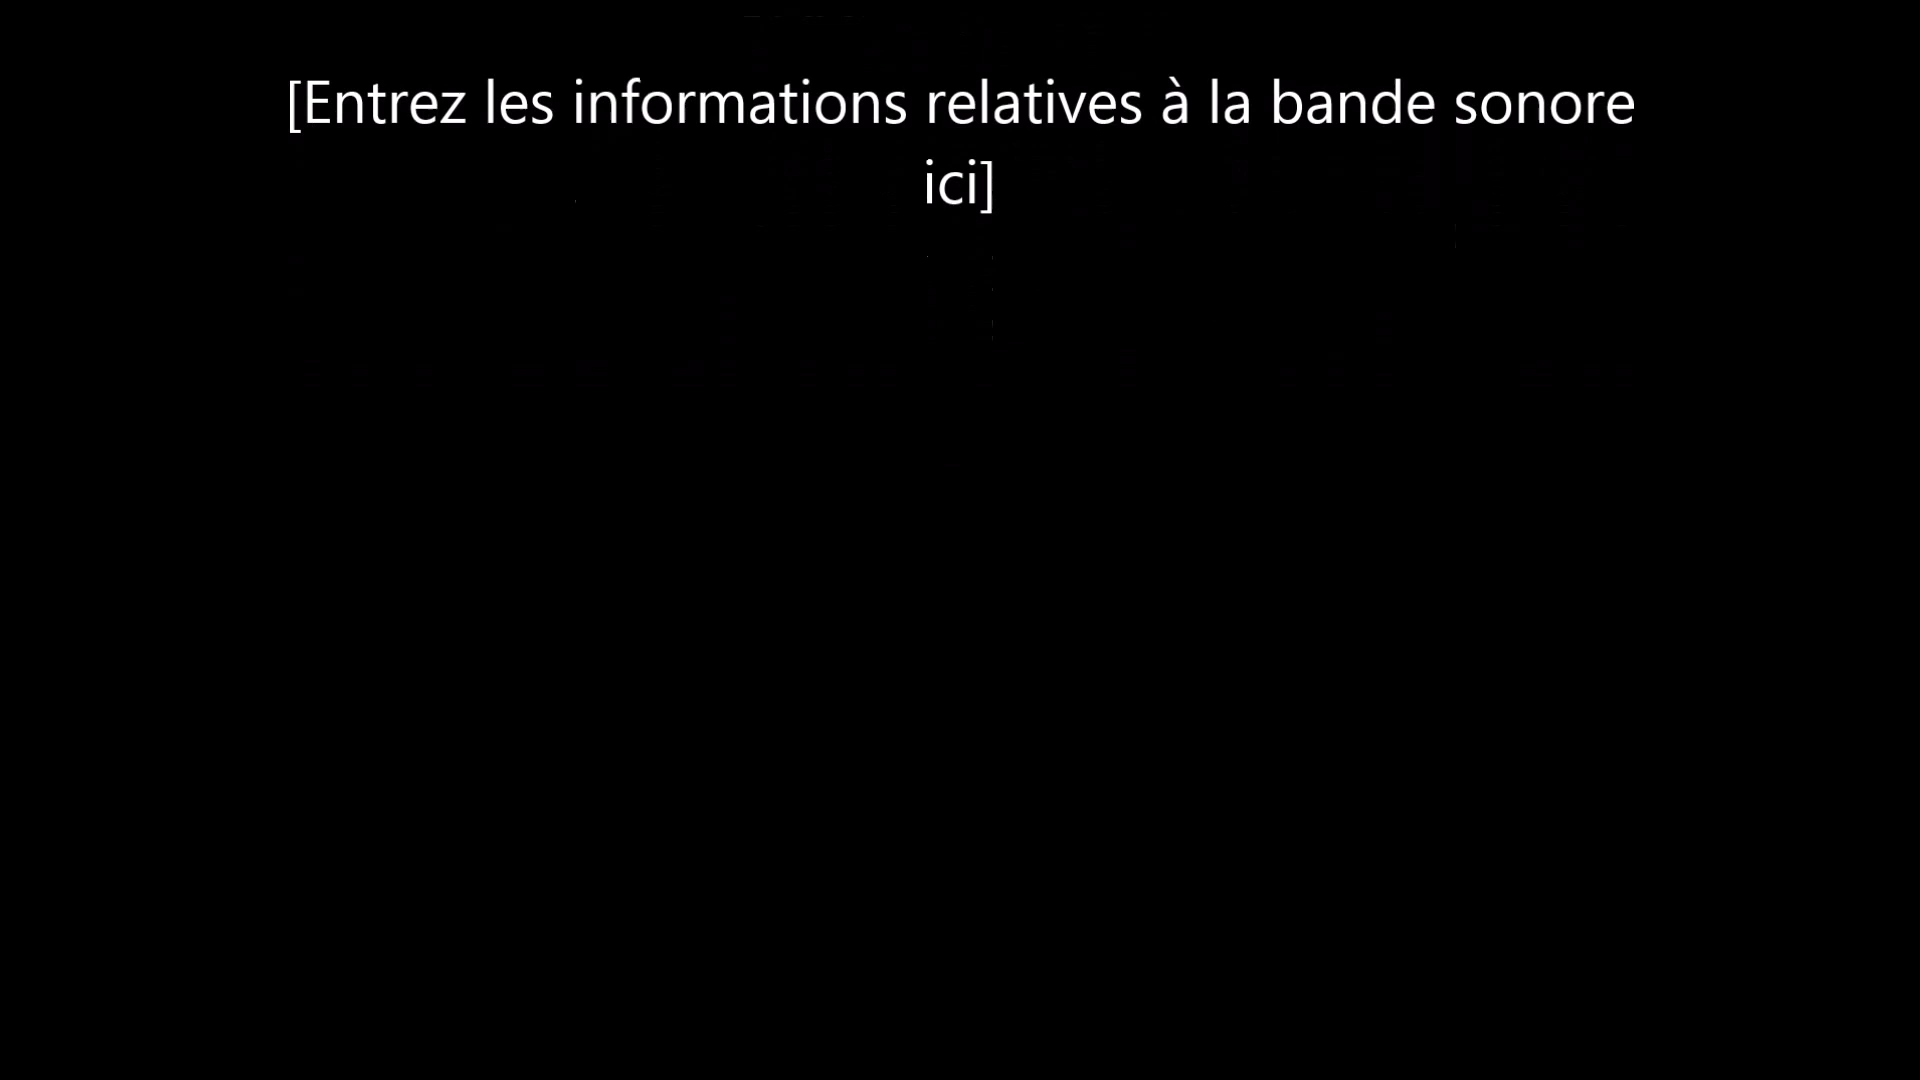 [Entrez les informations relatives à la bande sonore
ici]